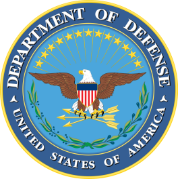 DEPARTMENT OF DEFENSE
UNITED STATES OF AMERICA